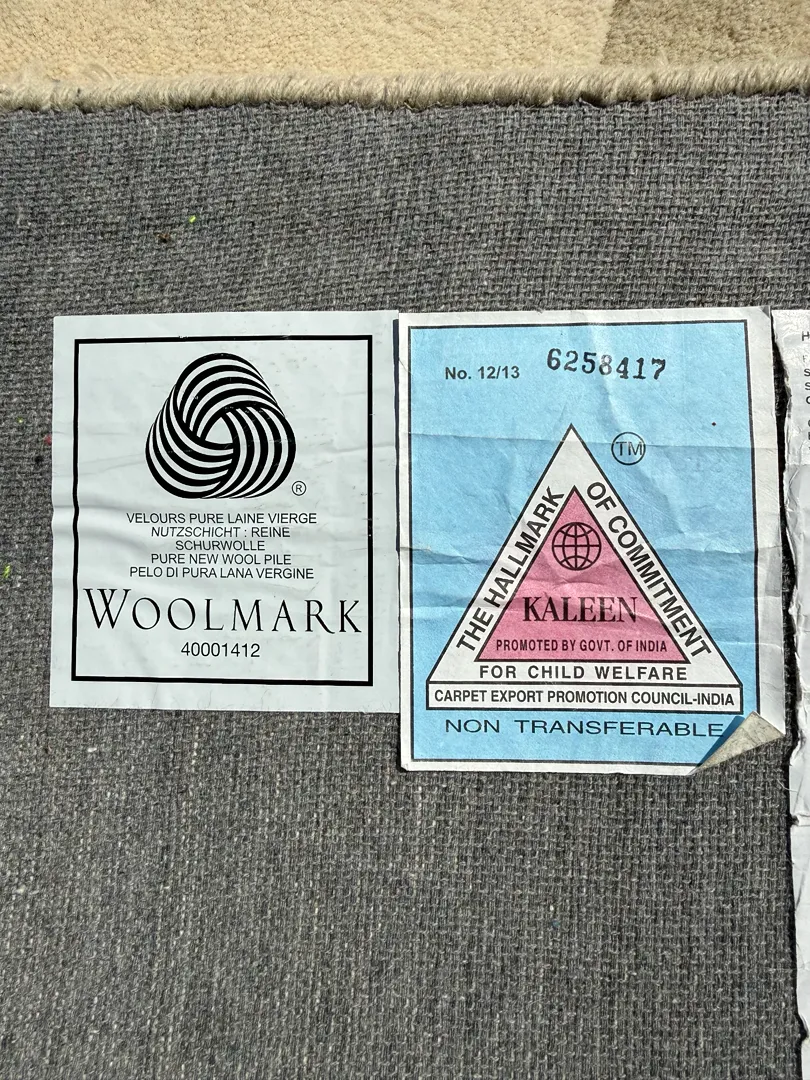 ®
VELOURS PURE LAINE VIERGE
NUTZSCHICHT : REINE
SCHURWOLLE
PURE NEW WOOL PILE
PELO DI PURA LANA VERGINE
WOOLMARK
40001412
No. 12/13 6258417
TM
THE HALLMARK OF COMMITMENT
KALEEN
PROMOTED BY GOVT. OF INDIA
FOR CHILD WELFARE
CARPET EXPORT PROMOTION COUNCIL-INDIA
NON TRANSFERABLE